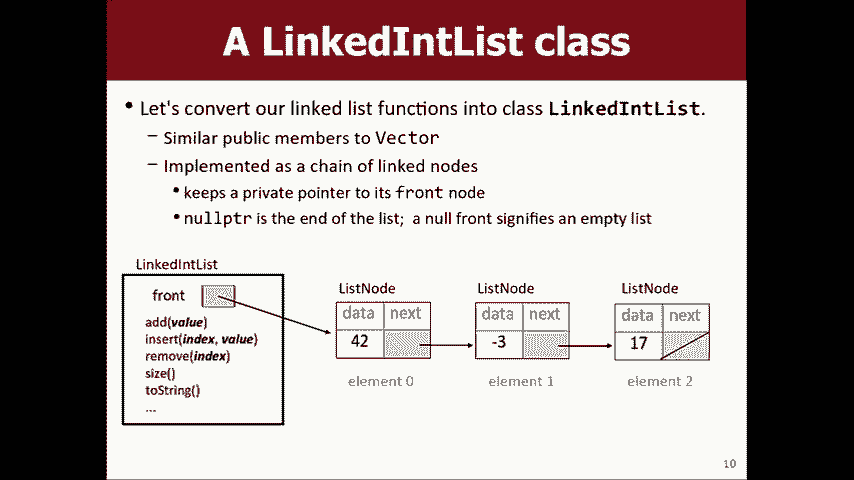 A LinkedIntList class
• Let's convert our linked list functions into class LinkedIntList.
– Similar public members to Vector
– Implemented as a chain of linked nodes
• keeps a private pointer to its front node
• nullptr is the end of the list; a null front signifies an empty list
LinkedIntList
front
add(value)
insert(index, value)
remove(index)
size()
toString()
...
ListNode
data next
42
element 0
ListNode
data next
-3
element 1
ListNode
data next
17
element 2
10